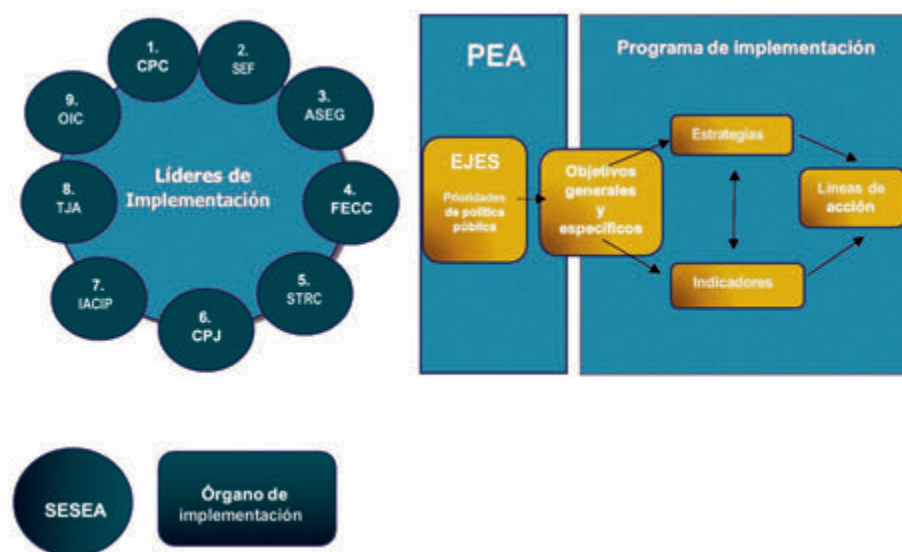 1.
CPC
2.
SEF
3.
ASEG
4.
FECC
5.
STRC
6.
CPJ
7.
IACIP
8.
TJA
9.
OIC
Líderes de
Implementación
PEA
EJES
Prioridades
de política
pública
Objetivos
generales
y
específicos
Programa de implementación
Estrategias
Indicadores
Líneas de
acción
SESEA
Órgano de
implementación